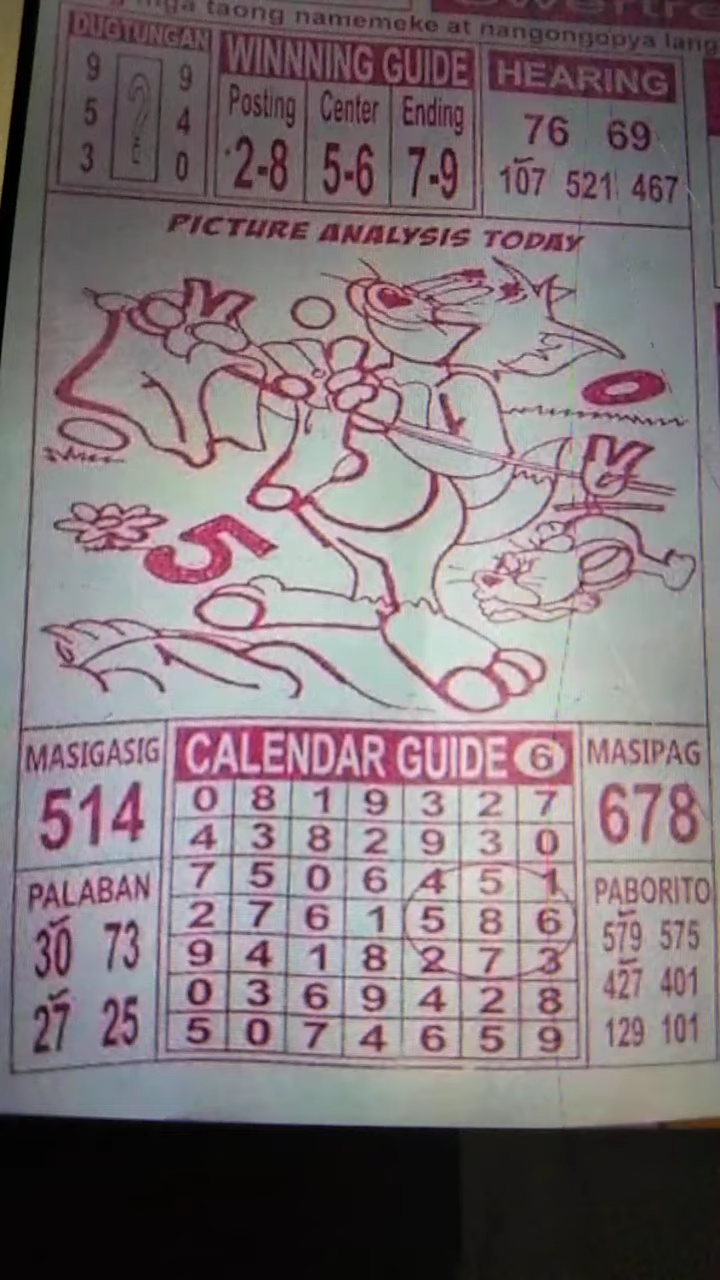 taong namemeke at nangongopya lang
DUGTUNGAN
9 ? 9
5 4
3 0
WINNNING GUIDE
Posting Center Ending
2-8 5-6 7-9
HEARING
76 69
107 521 467
PICTURE ANALYSIS TODAY
0
5
MASIGASIG
514
PALABAN
30 73
27 25
CALENDAR GUIDE 6
0 8 1 9 3 2 7
4 3 8 2 9 3 0
7 5 0 6 4 5 1
2 7 6 1 5 8 6
9 4 1 8 2 7 3
0 3 6 9 4 2 8
5 0 7 4 6 5 9
MASIPAG
678
PABORITO
579 575
427 401
129 101